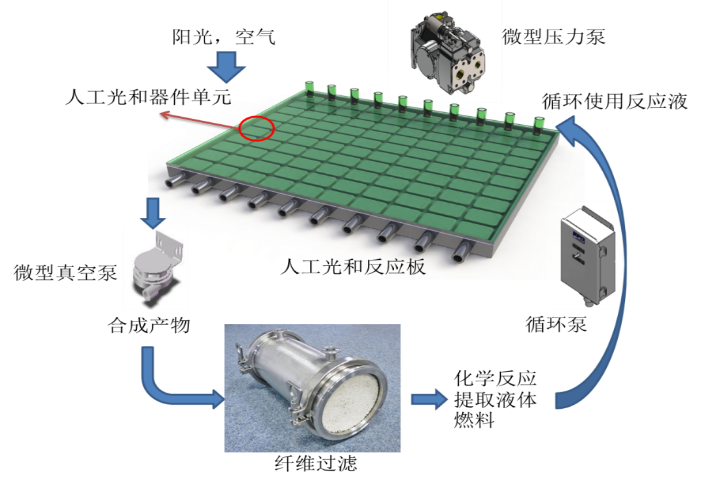 阳光，空气
微型压力泵
人工光和器件单元
循环使用反应液
人工光和反应板
微型真空泵
合成产物
循环泵
化学反应
提取液体
燃料
纤维过滤